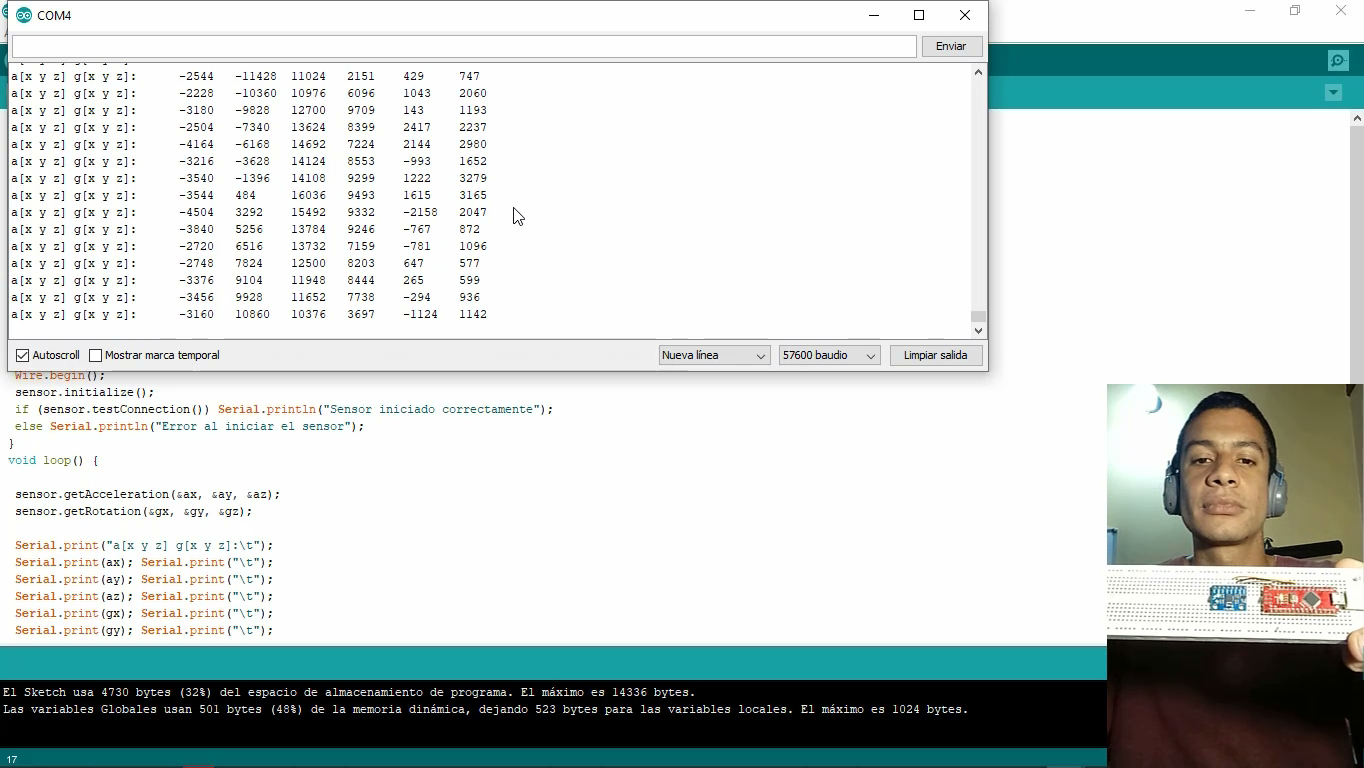 COM4
Enviar
a[x y z] g[x y z]: -2544 -11428 11024 2151 429 747
a[x y z] g[x y z]: -2228 -10360 10976 6096 1043 2060
a[x y z] g[x y z]: -3180 -9828 12700 9709 143 1193
a[x y z] g[x y z]: -2504 -7340 13624 8399 2417 2237
a[x y z] g[x y z]: -4164 -6168 14692 7224 2144 2980
a[x y z] g[x y z]: -3216 -3628 14124 8553 -993 1652
a[x y z] g[x y z]: -3540 -1396 14108 9299 1222 3279
a[x y z] g[x y z]: -3544 484 16036 9493 1615 3165
a[x y z] g[x y z]: -4504 3292 15492 9332 -2158 2047
a[x y z] g[x y z]: -3840 5256 13784 9246 -767 872
a[x y z] g[x y z]: -2720 6516 13732 7159 -781 1096
a[x y z] g[x y z]: -2748 7824 12500 8203 647 577
a[x y z] g[x y z]: -3376 9104 11948 8444 265 599
a[x y z] g[x y z]: -3456 9928 11652 7738 -294 936
a[x y z] g[x y z]: -3160 10860 10376 3697 -1124 1142
Autoscroll Mostrar marca temporal Nueva línea 57600 baudio Limpiar salida
Wire.begin();
sensor.initialize();
if (sensor.testConnection()) Serial.println("Sensor iniciado correctamente");
else Serial.println("Error al iniciar el sensor");
}
void loop() {
sensor.getAcceleration(&ax, &ay, &az);
sensor.getRotation(&gx, &gy, &gz);
Serial.print("a[x y z] g[x y z]:\t");
Serial.print(ax); Serial.print("\t");
Serial.print(ay); Serial.print("\t");
Serial.print(az); Serial.print("\t");
Serial.print(gx); Serial.print("\t");
Serial.print(gy); Serial.print("\t");
El Sketch usa 4730 bytes (32%) del espacio de almacenamiento de programa. El máximo es 14336 bytes.
Las variables Globales usan 501 bytes (48%) de la memoria dinámica, dejando 523 bytes para las variables locales. El máximo es 1024 bytes.
17